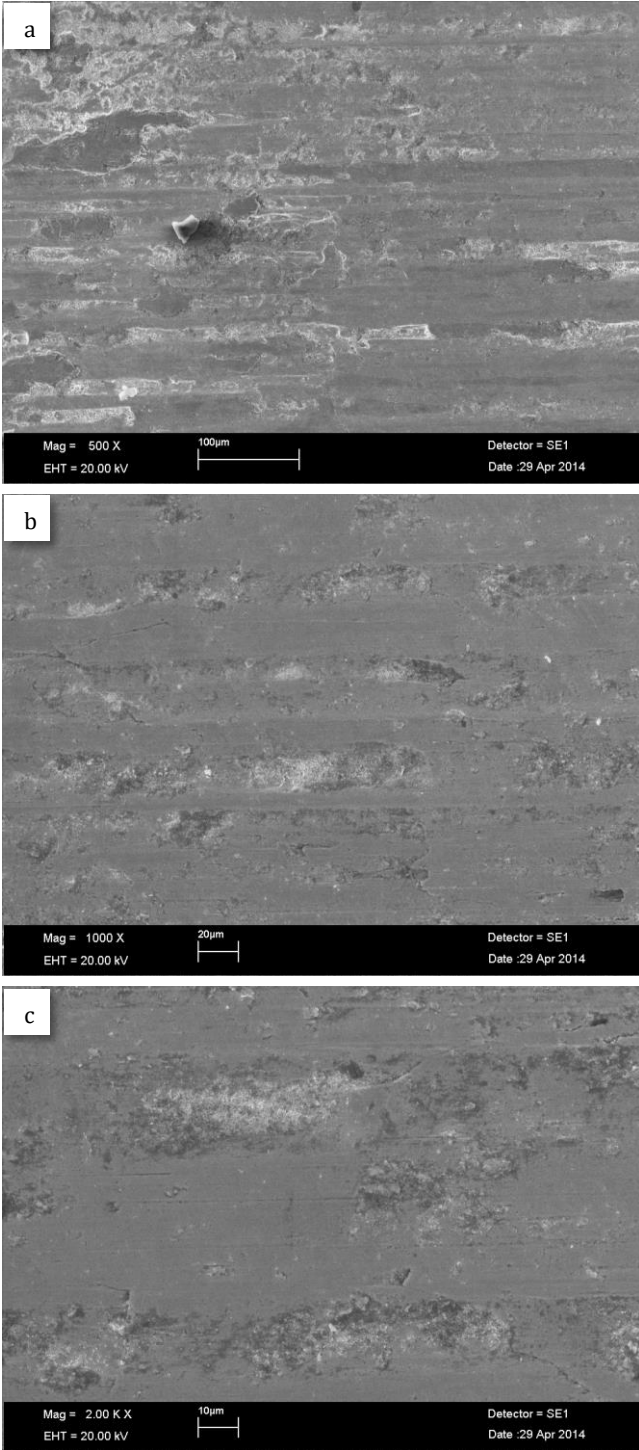 a
Mag = 500 X
100µm
Detector = SE1
EHT = 20.00 kV
Date :29 Apr 2014
b
Mag = 1000 X
20µm
Detector = SE1
EHT = 20.00 kV
Date :29 Apr 2014
c
Mag = 2.00 K X
10µm
Detector = SE1
EHT = 20.00 kV
Date :29 Apr 2014